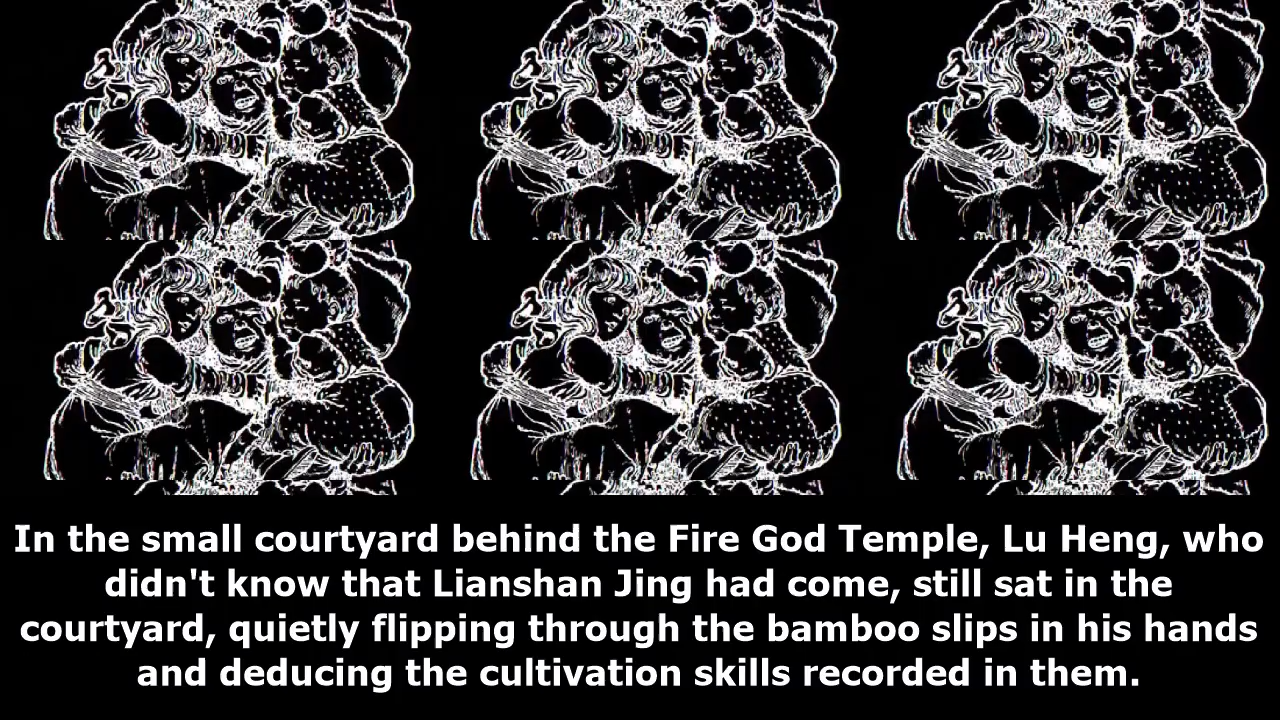 In the small courtyard behind the Fire God Temple, Lu Heng, who
didn't know that Lianshan Jing had come, still sat in the
courtyard, quietly flipping through the bamboo slips in his hands
and deducing the cultivation skills recorded in them.